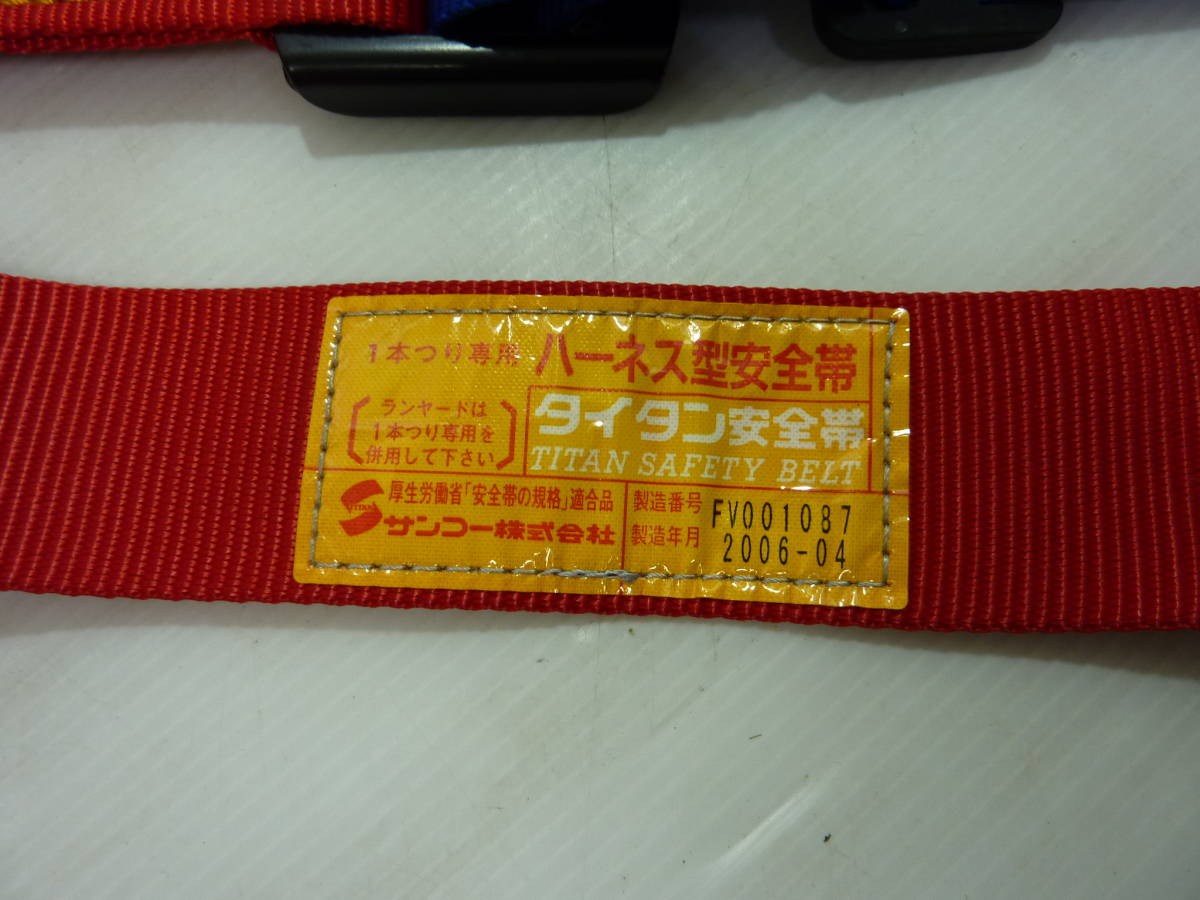 1本つり専用 ハーネス型安全帯
ランヤードは
1本つり専用を
併用して下さい
タイタン安全帯
TITAN SAFETY BELT
TITAN
厚生労働省「安全帯の規格」適合品
サンコー株式会社
製造番号 FV001087
製造年月 2006-04